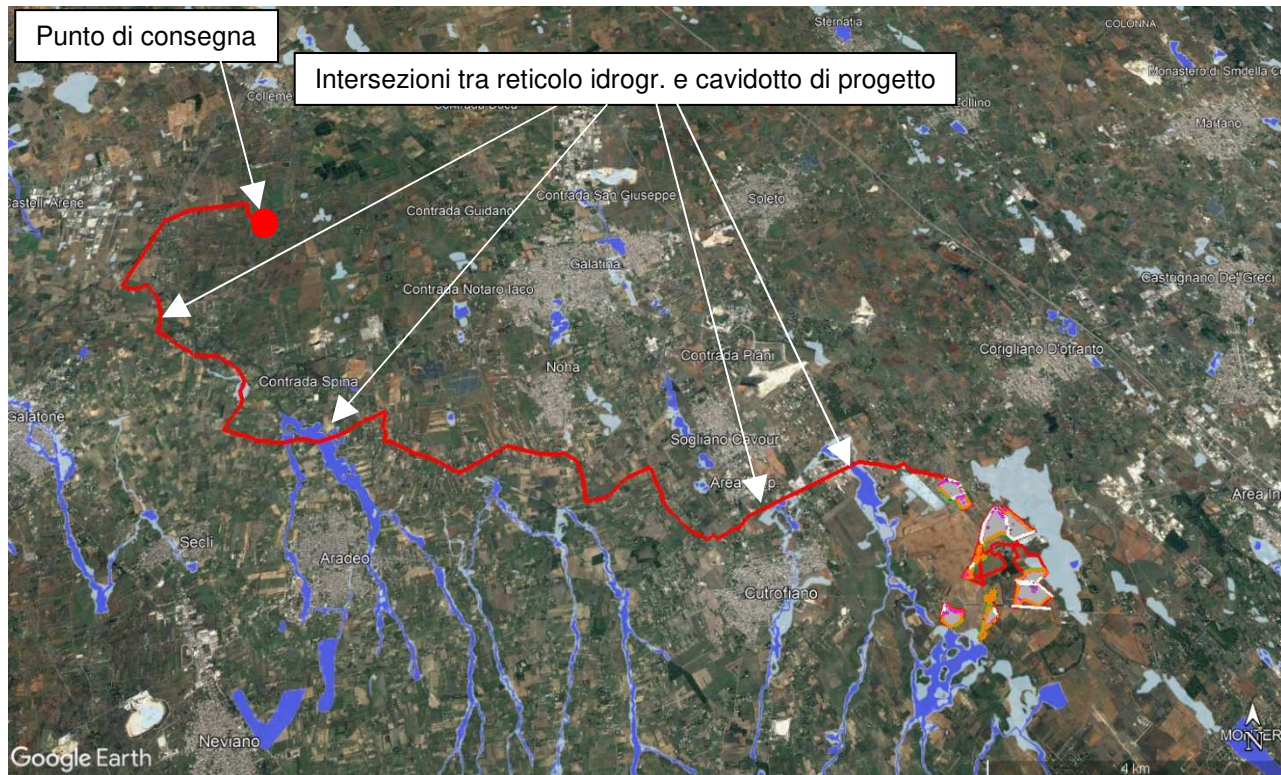 Sternatia
COLONNA
Punto di consegna
Monastero di Smdella Co
Intersezioni tra reticolo idrogr. e cavidotto di progetto
Martano
Castelli Arene
Contrada San Giuseppe
Soleto
Contrada Guidano
Galatina
Castrignano De' Greci
Contrada Notaro Iaco
Corigliano D'otranto
Contrada Piani
Noha
Contrada Spina
Galatone
Sogliano Cavour
Area In
Secli
Aradeo
Cutrofiano
Neviano
N
Google Earth
4 km